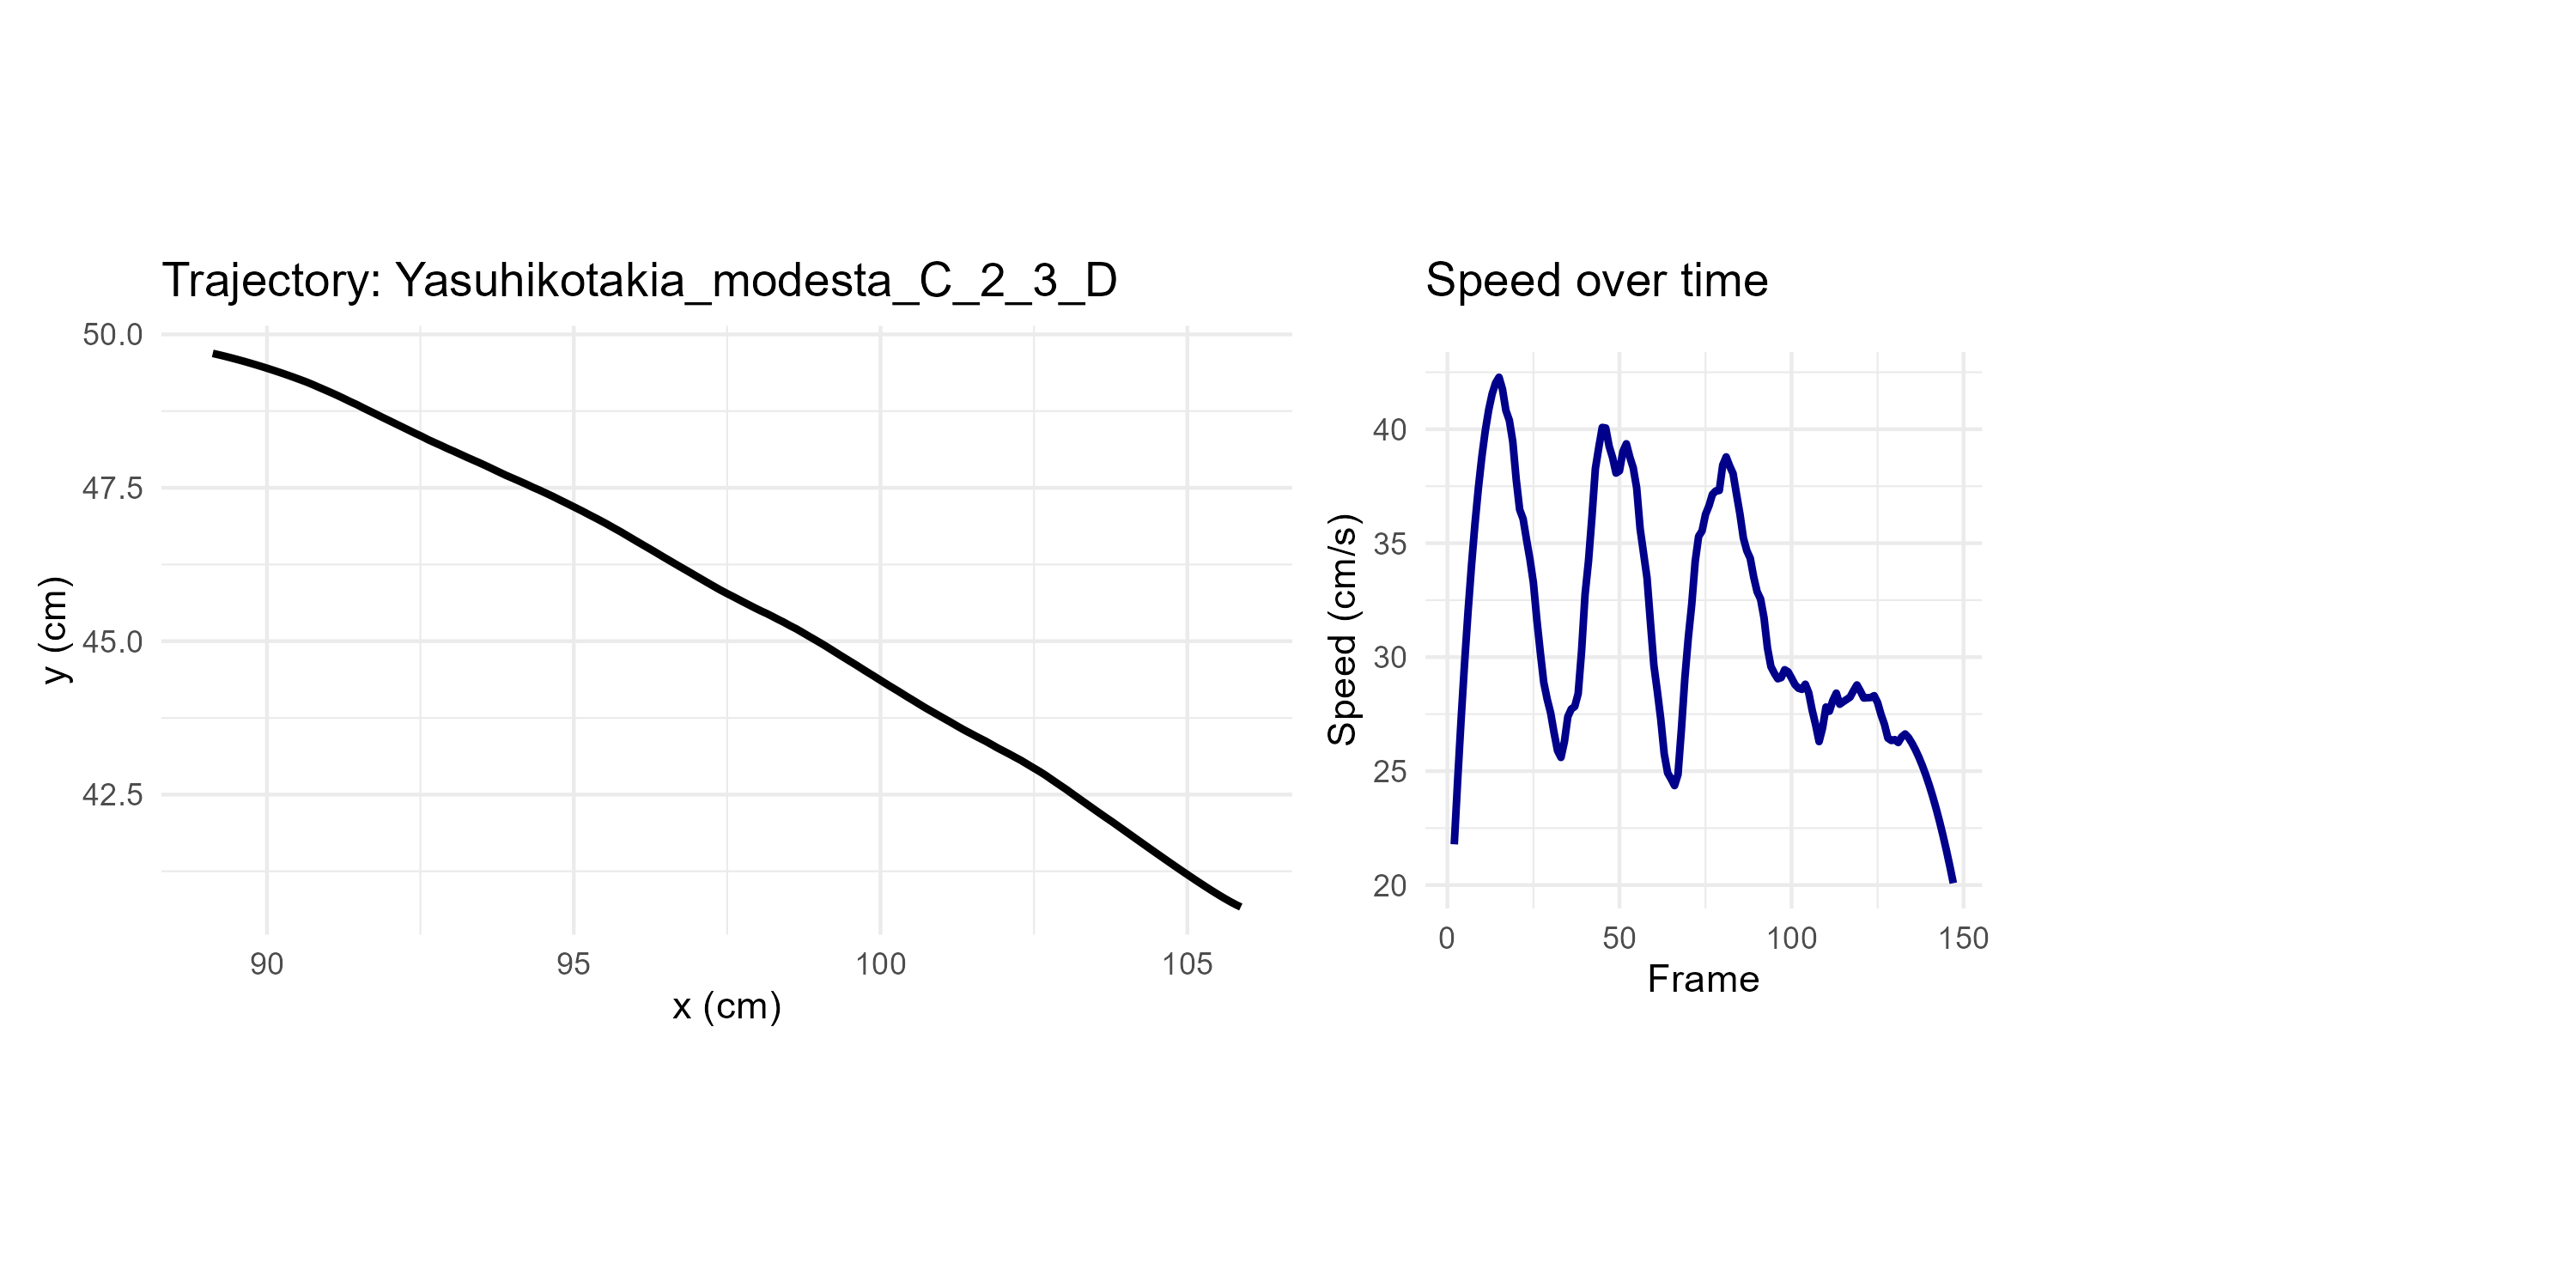 Trajectory: Yasuhikotakia_modesta_C_2_3_D
50.0
47.5
45.0
42.5
y (cm)
90 95 100 105
x (cm)
Speed over time
40
35
30
25
20
Speed (cm/s)
0 50 100 150
Frame